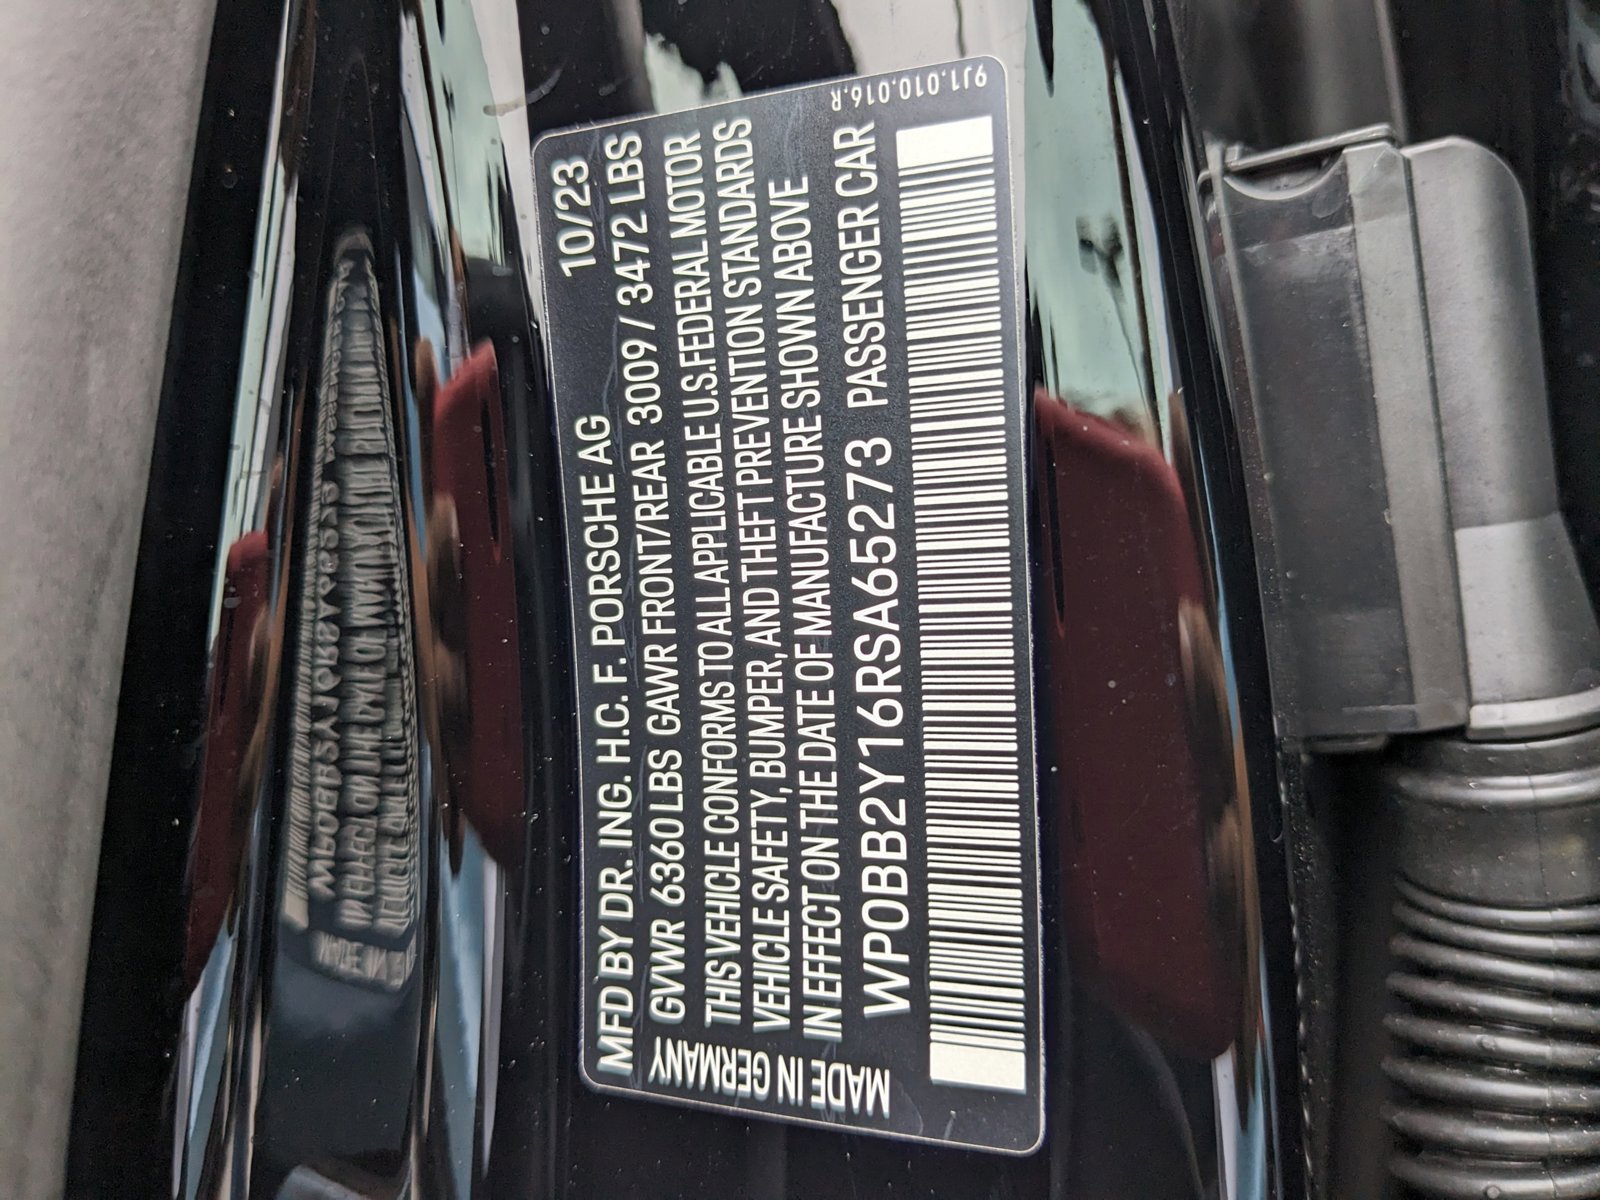 MFD BY DR. ING. H.C. F. PORSCHE AG 10/23
GVWR 6360 LBS GAWR FRONT/REAR 3009 / 3472 LBS
THIS VEHICLE CONFORMS TO ALL APPLICABLE U.S. FEDERAL MOTOR
VEHICLE SAFETY, BUMPER, AND THEFT PREVENTION STANDARDS
IN EFFECT ON THE DATE OF MANUFACTURE SHOWN ABOVE
WP0BB2Y16RSA65273 PASSENGER CAR
MADE IN GERMANY
9J1.010.016.R